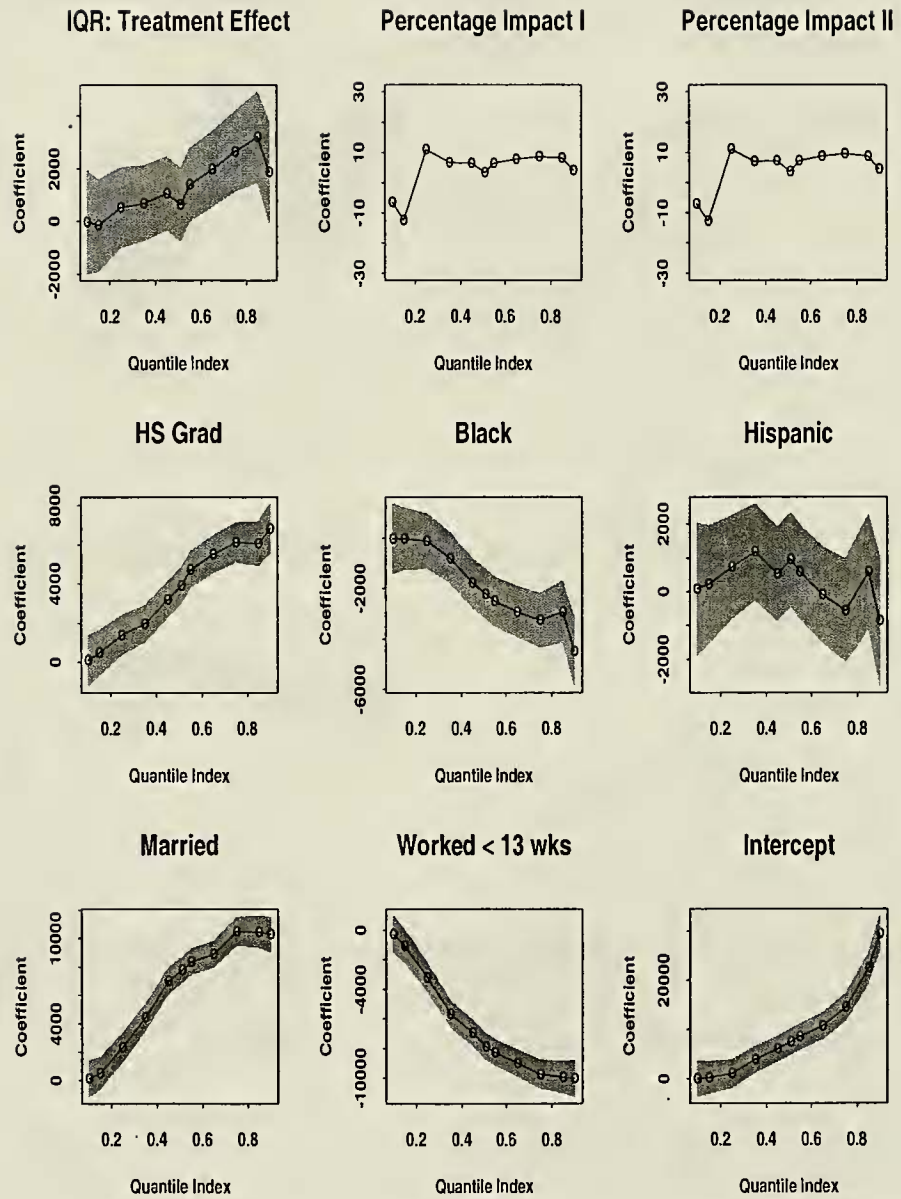 IQR: Treatment Effect
Percentage Impact I
Percentage Impact II
Coefficient
-2000 0 2000
0.2 0.4 0.6 0.8
Quantile Index
Coefficient
-30 -10 10 30
0.2 0.4 0.6 0.8
Quantile Index
Coefficient
-30 -10 10 30
0.2 0.4 0.6 0.8
Quantile Index
HS Grad
Black
Hispanic
Coefficient
0 4000 8000
0.2 0.4 0.6 0.8
Quantile Index
Coefficient
-6000 -2000
0.2 0.4 0.6 0.8
Quantile Index
Coefficient
-2000 0 2000
0.2 0.4 0.6 0.8
Quantile Index
Married
Worked < 13 wks
Intercept
Coefficient
0 4000 10000
0.2 0.4 0.6 0.8
Quantile Index
Coefficient
-10000 -4000 0
0.2 0.4 0.6 0.8
Quantile Index
Coefficient
0 20000
0.2 0.4 0.6 0.8
Quantile Index